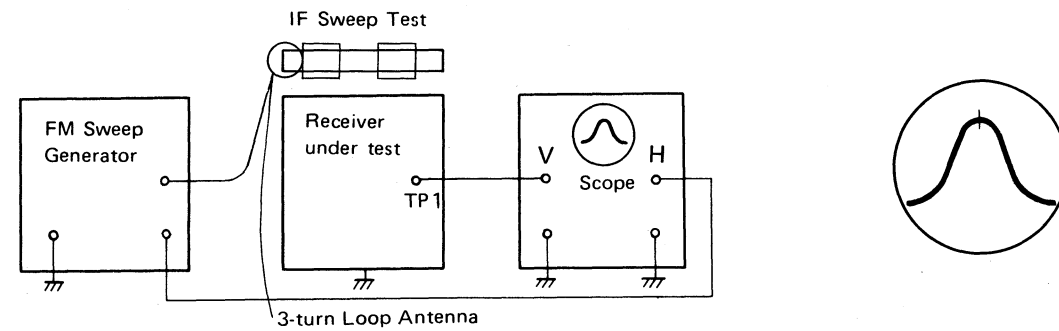 IF Sweep Test
FM Sweep
Generator
Receiver
under test
TP1
V
H
Scope
3-turn Loop Antenna